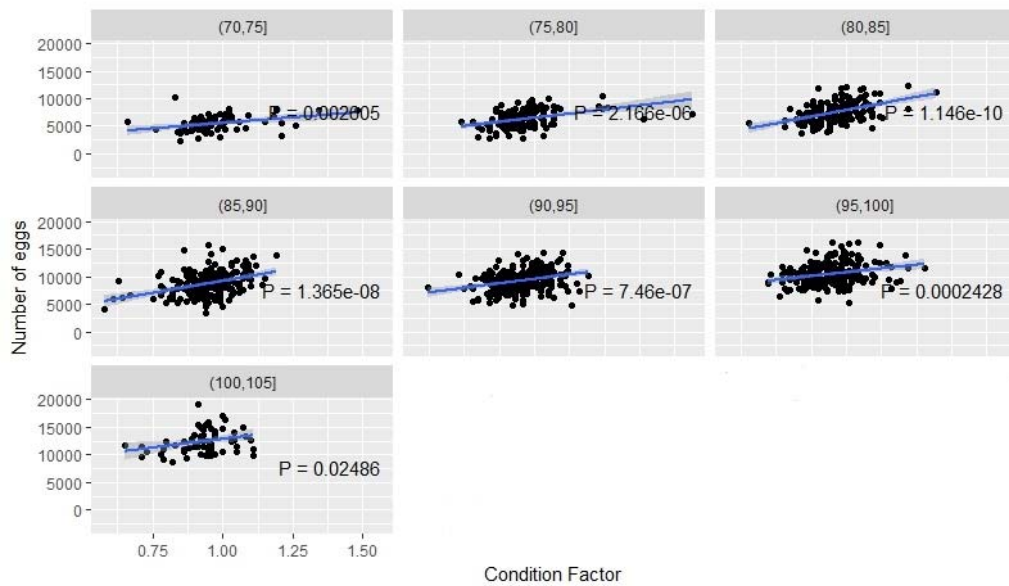 (70,75]
(75,80]
(80,85]
20000
15000
10000
5000
0
P = 0.002005
P = 2.166e-06
P = 1.146e-10
(85,90]
(90,95]
(95,100]
20000
15000
10000
5000
0
P = 1.365e-08
P = 7.46e-07
P = 0.0002428
Number of eggs
(100,105]
20000
15000
10000
5000
0
P = 0.02486
0.75
1.00
1.25
1.50
Condition Factor